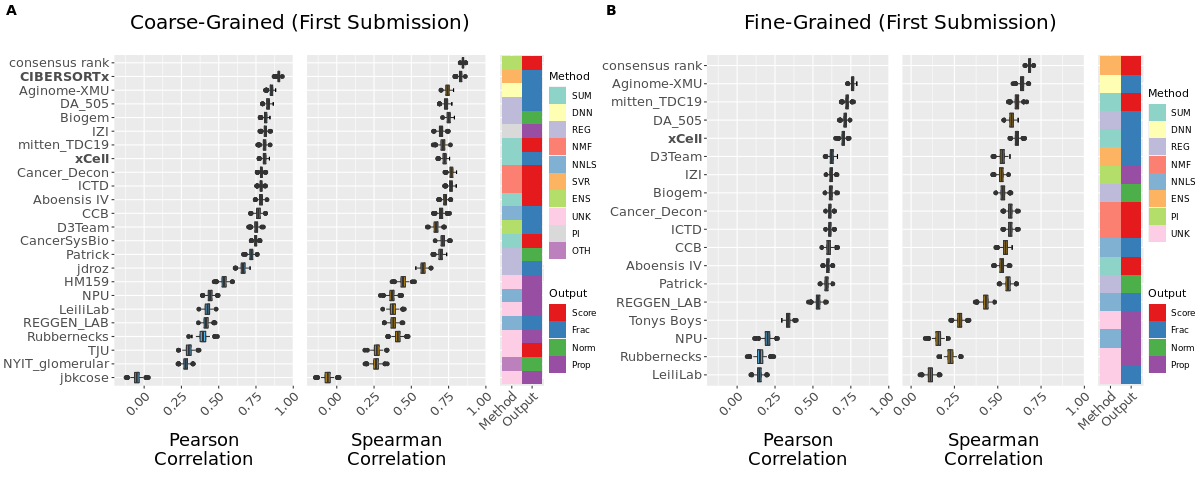 A
Coarse-Grained (First Submission)
consensus rank
CIBERSORTx
Aginome-XMU
DA_505
Biogem
IZI
mitten_TDC19
xCell
Cancer_Decon
ICTD
Aboensis IV
CCB
D3Team
CancerSysBio
Patrick
jdroz
HM159
NPU
LeiliLab
REGGEN_LAB
Rubbernecks
TJU
NYIT_glomerular
jbkcose
0.00 0.25 0.50 0.75 1.00
0.00 0.25 0.50 0.75 1.00
Method Output
Pearson
Correlation
Spearman
Correlation
Method
SUM
DNN
REG
NMF
NNLS
SVR
ENS
UNK
PI
OTH
Output
Score
Frac
Norm
Prop
B
Fine-Grained (First Submission)
consensus rank
Aginome-XMU
mitten_TDC19
DA_505
xCell
D3Team
IZI
Biogem
Cancer_Decon
ICTD
CCB
Aboensis IV
Patrick
REGGEN_LAB
Tonys Boys
NPU
Rubbernecks
LeiliLab
0.00 0.25 0.50 0.75 1.00
0.00 0.25 0.50 0.75 1.00
Method Output
Pearson
Correlation
Spearman
Correlation
Method
SUM
DNN
REG
NMF
NNLS
ENS
PI
UNK
Output
Score
Frac
Norm
Prop